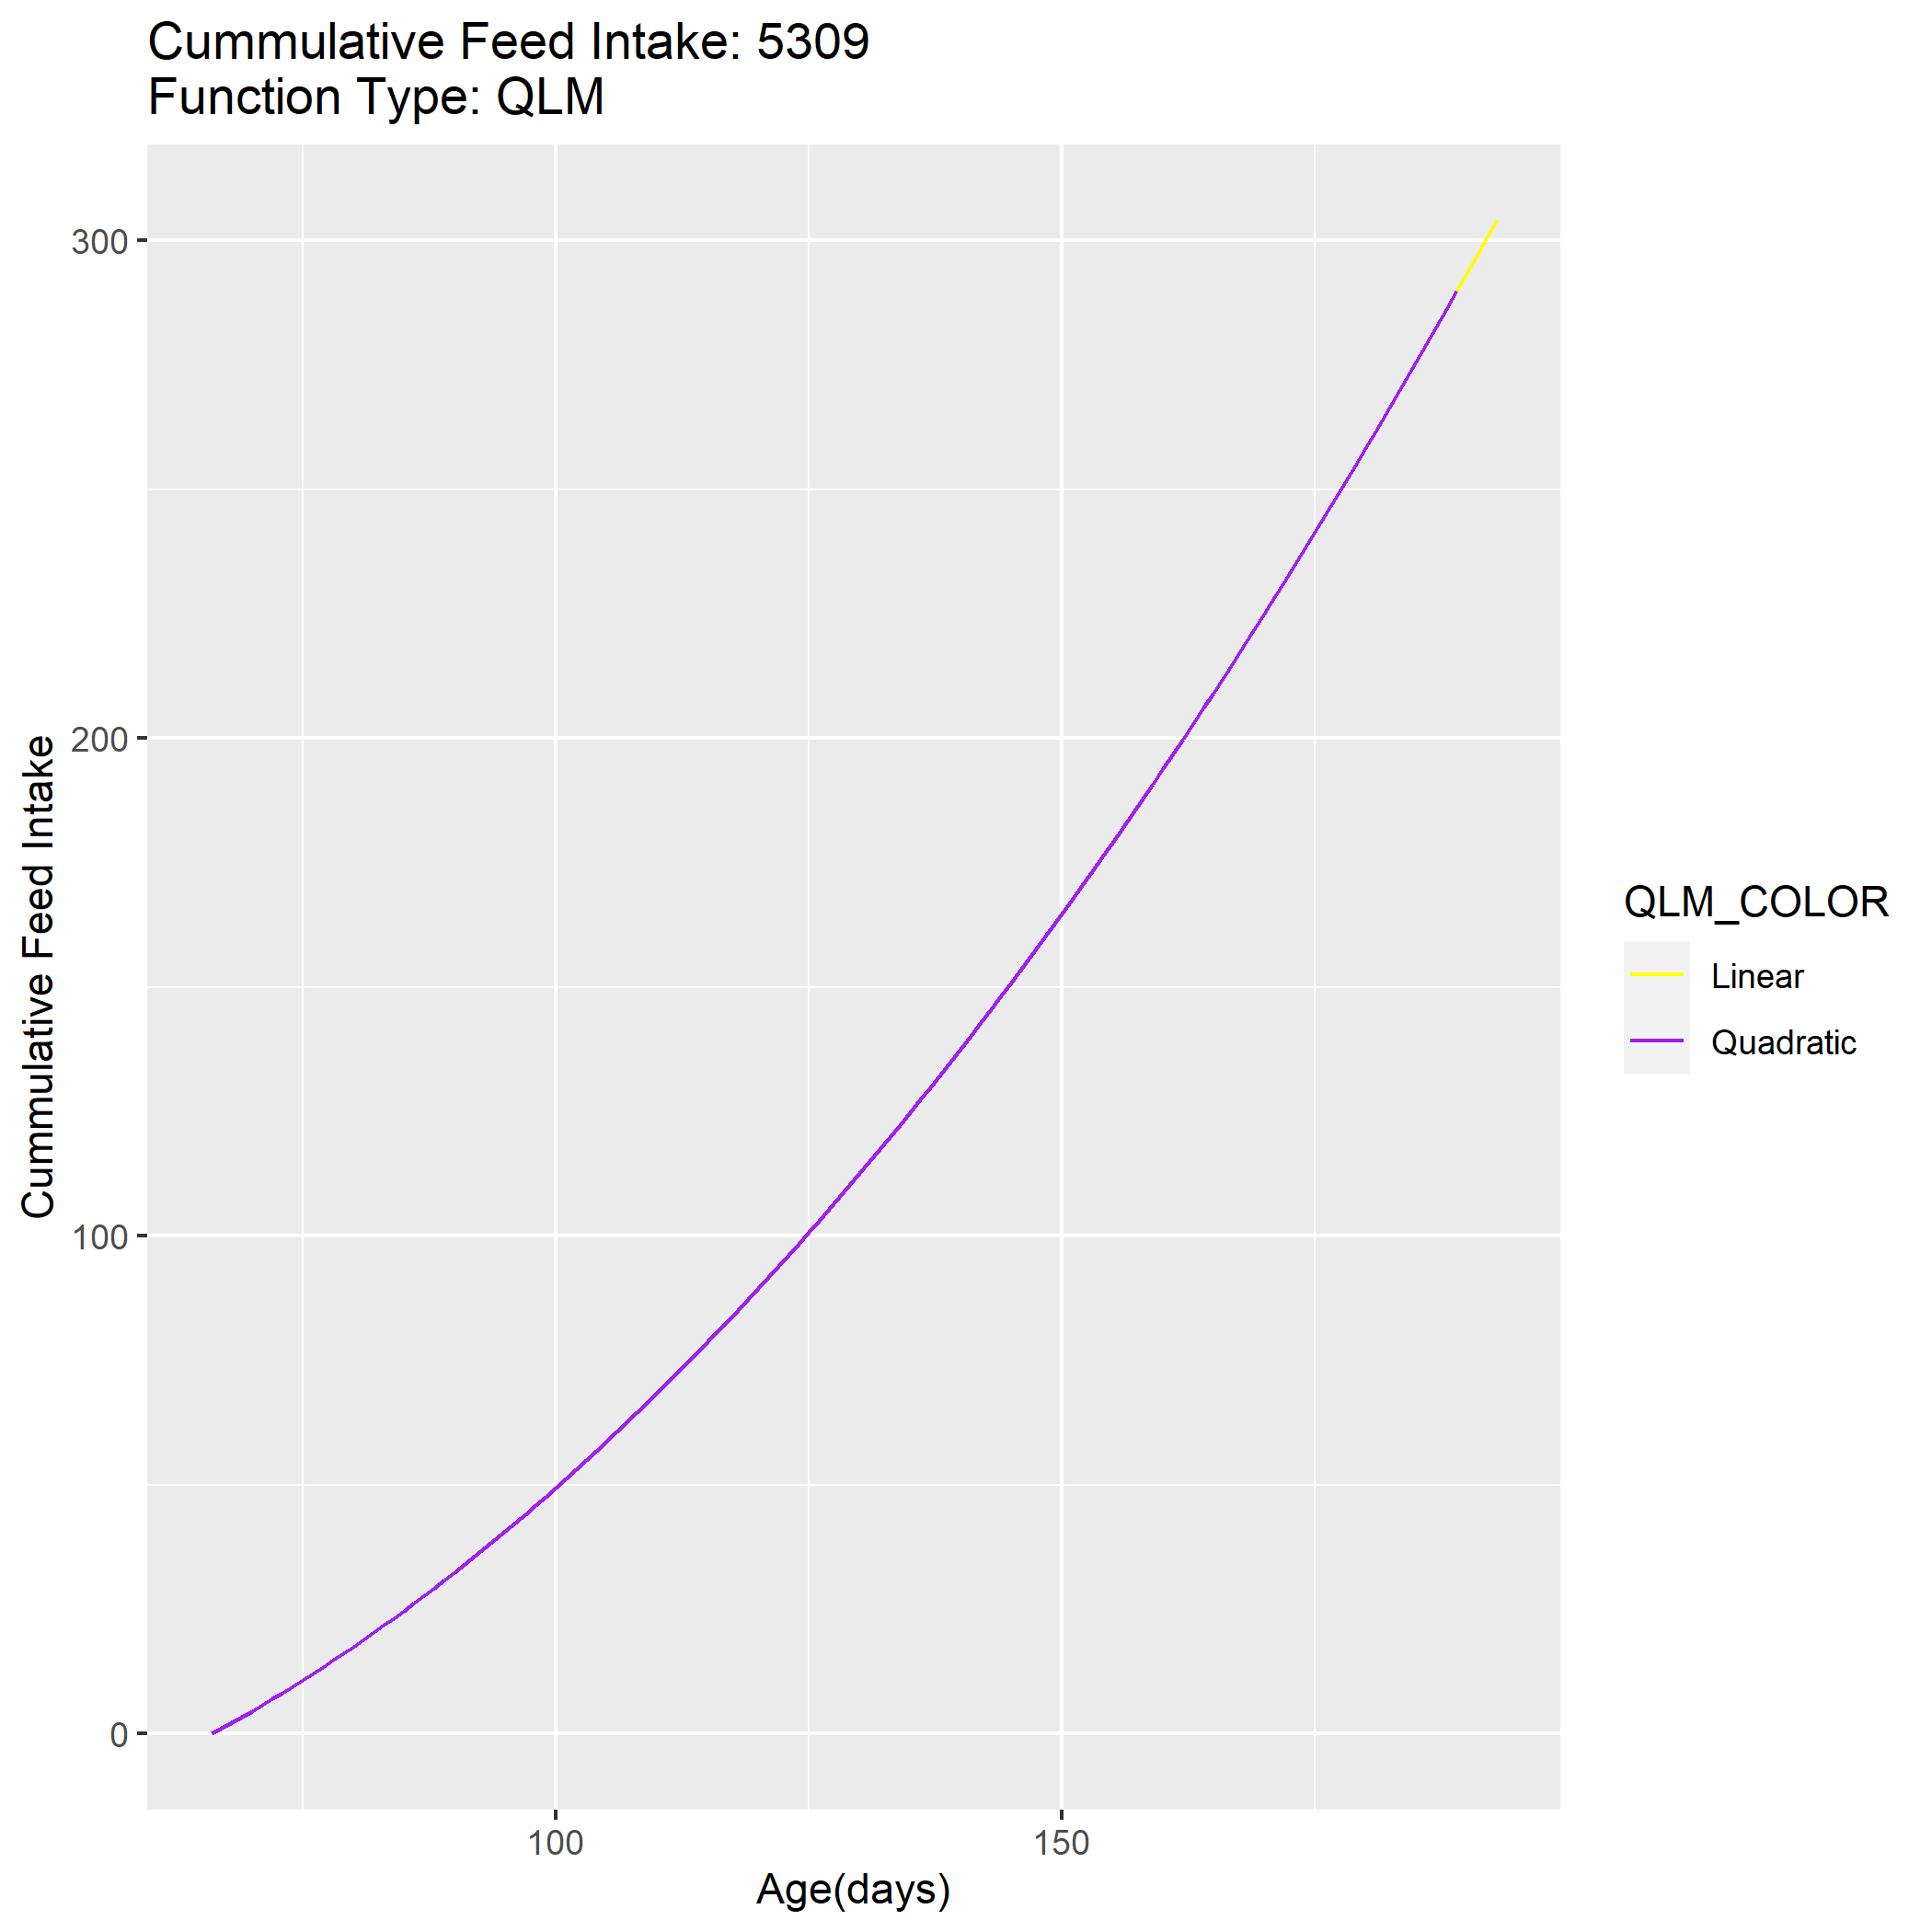 Cummulative Feed Intake: 5309
Function Type: QLM
300
200
100
0
Cummulative Feed Intake
100
150
Age(days)
QLM_COLOR
Linear
Quadratic